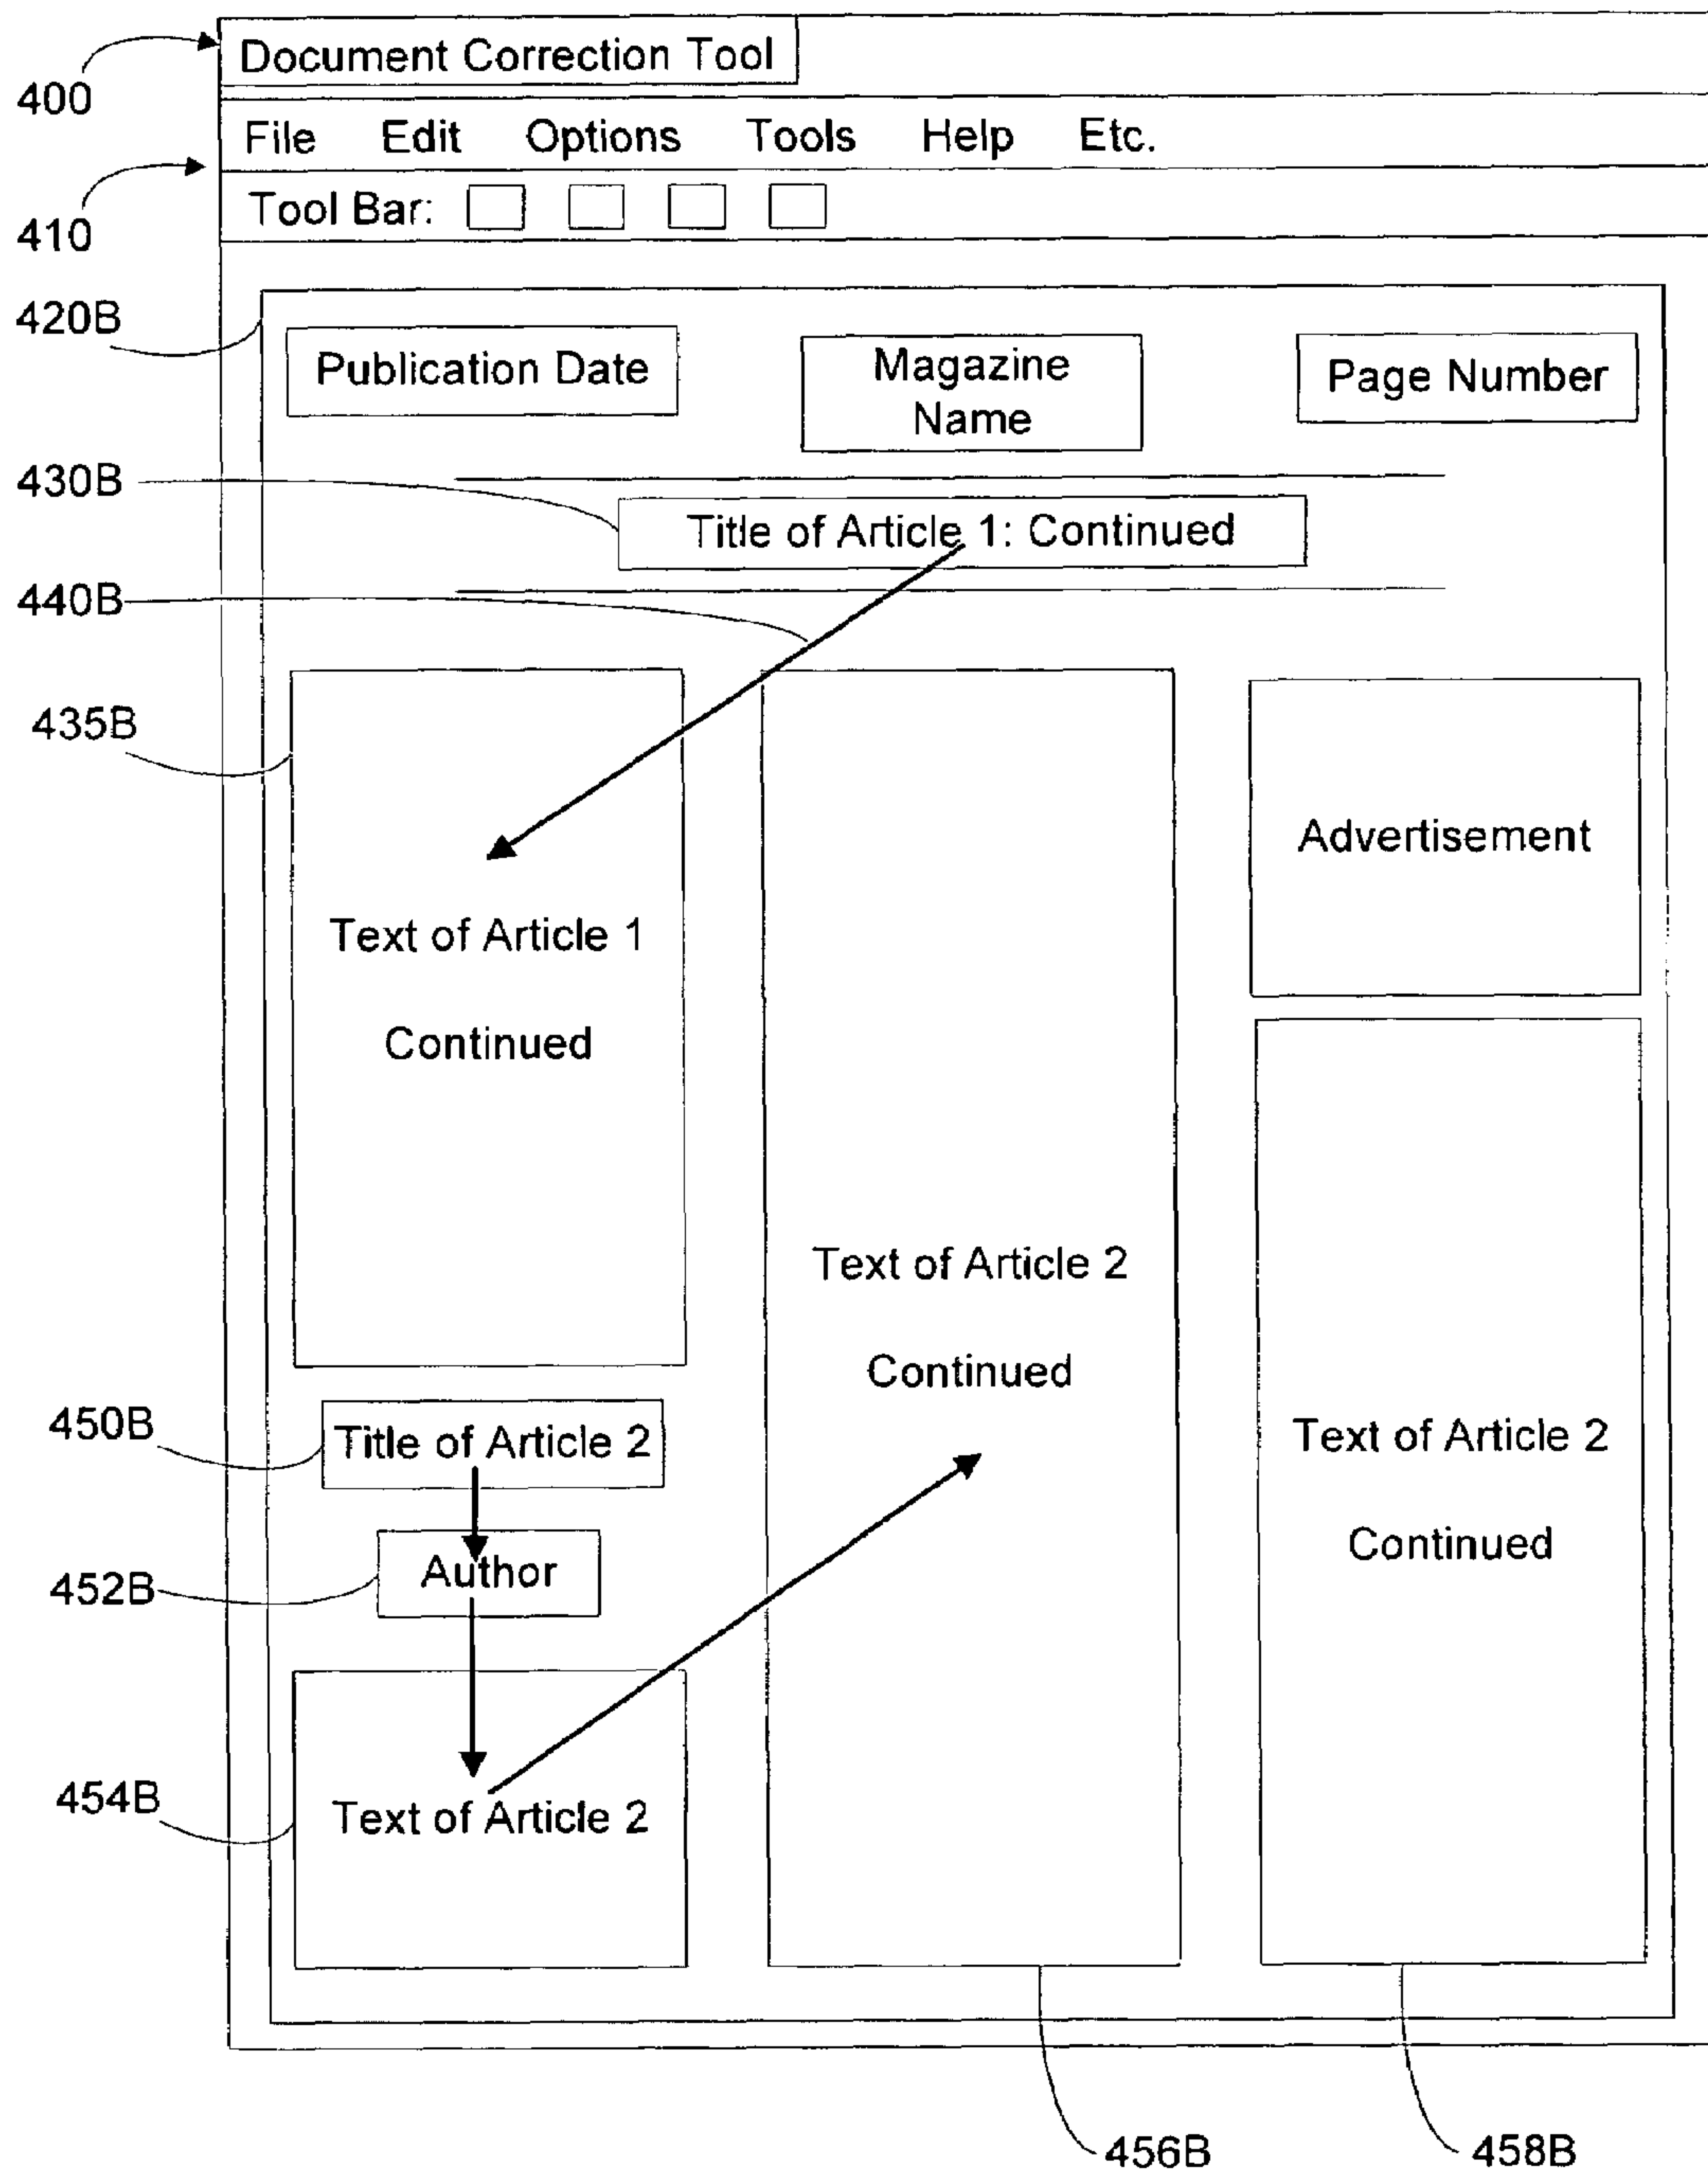 Document Correction Tool
400
File Edit Options Tools Help Etc.
410
Tool Bar:
420B
Publication Date
Magazine
Name
Page Number
430B
Title of Article 1: Continued
440B
435B
Text of Article 1
Continued
Advertisement
Text of Article 2
Continued
Text of Article 2
Continued
450B
Title of Article 2
452B
Author
454B
Text of Article 2
456B
458B